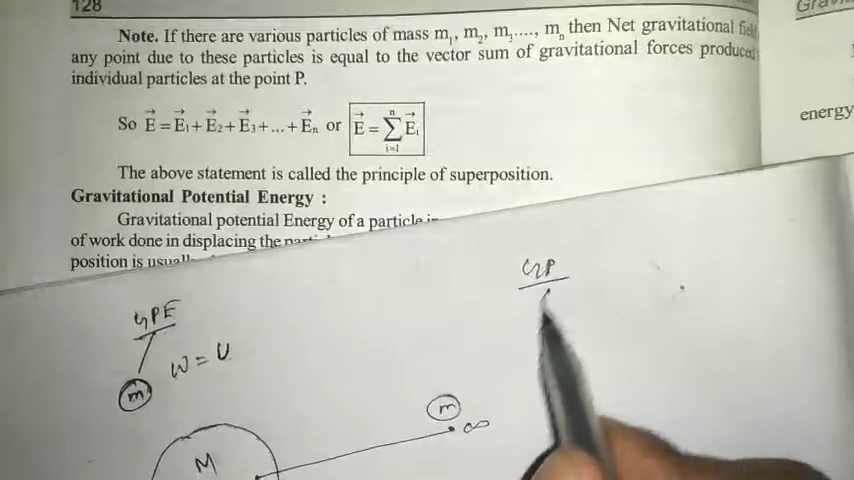 128
Note. If there are various particles of mass m1, m2, m3...., mn then Net gravitational field
any point due to these particles is equal to the vector sum of gravitational forces produced
individual particles at the point P.
So E⃗ = E⃗1 + E⃗2 + E⃗3 + ... + E⃗n or E⃗ = ∑ⁿᵢ₌₁ E⃗i
The above statement is called the principle of superposition.
Gravitational Potential Energy :
Gravitational potential Energy of a particle
of work done in displacing the
position is
energy
GPE
W = U
m
M
m
∞
GP